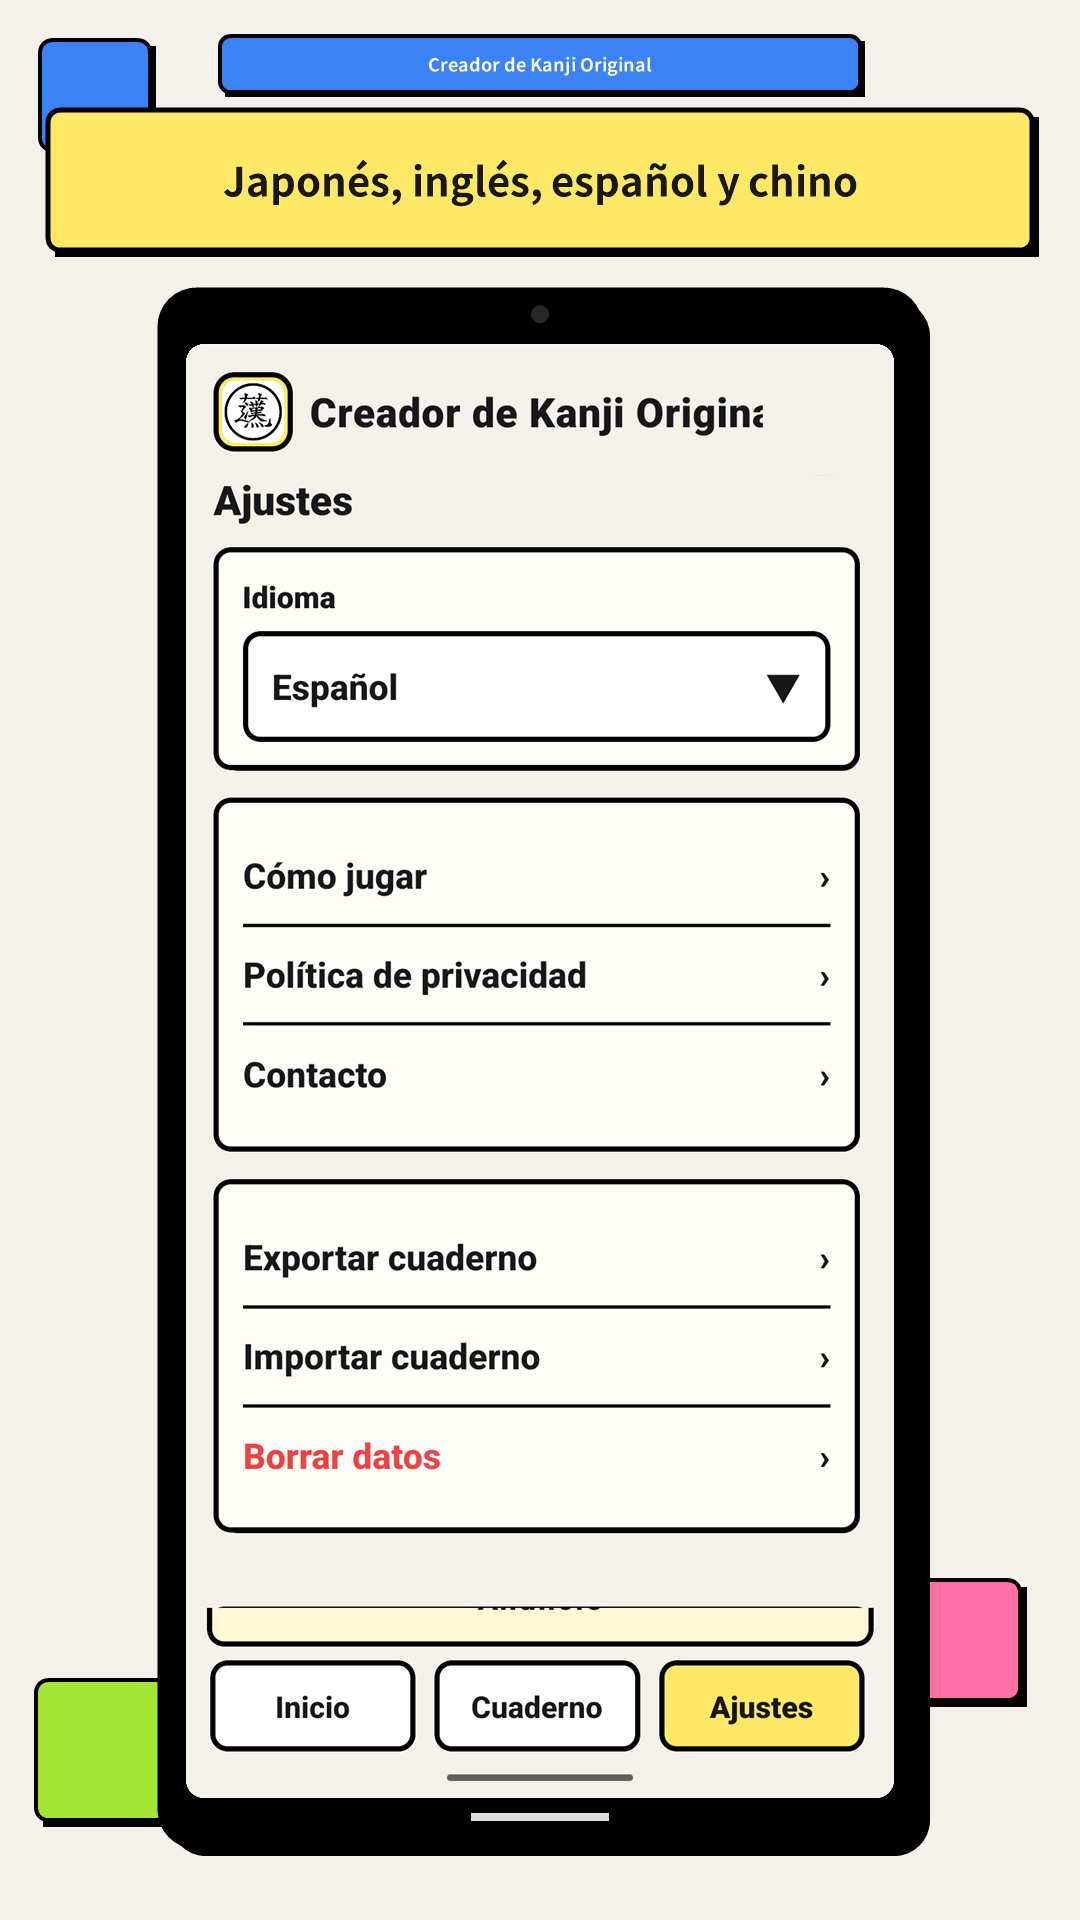 Creador de Kanji Original
Japonés, inglés, español y chino
Creador de Kanji Origina
Ajustes
Idioma
Español
Cómo jugar
Política de privacidad
Contacto
Exportar cuaderno
Importar cuaderno
Borrar datos
Inicio
Cuaderno
Ajustes